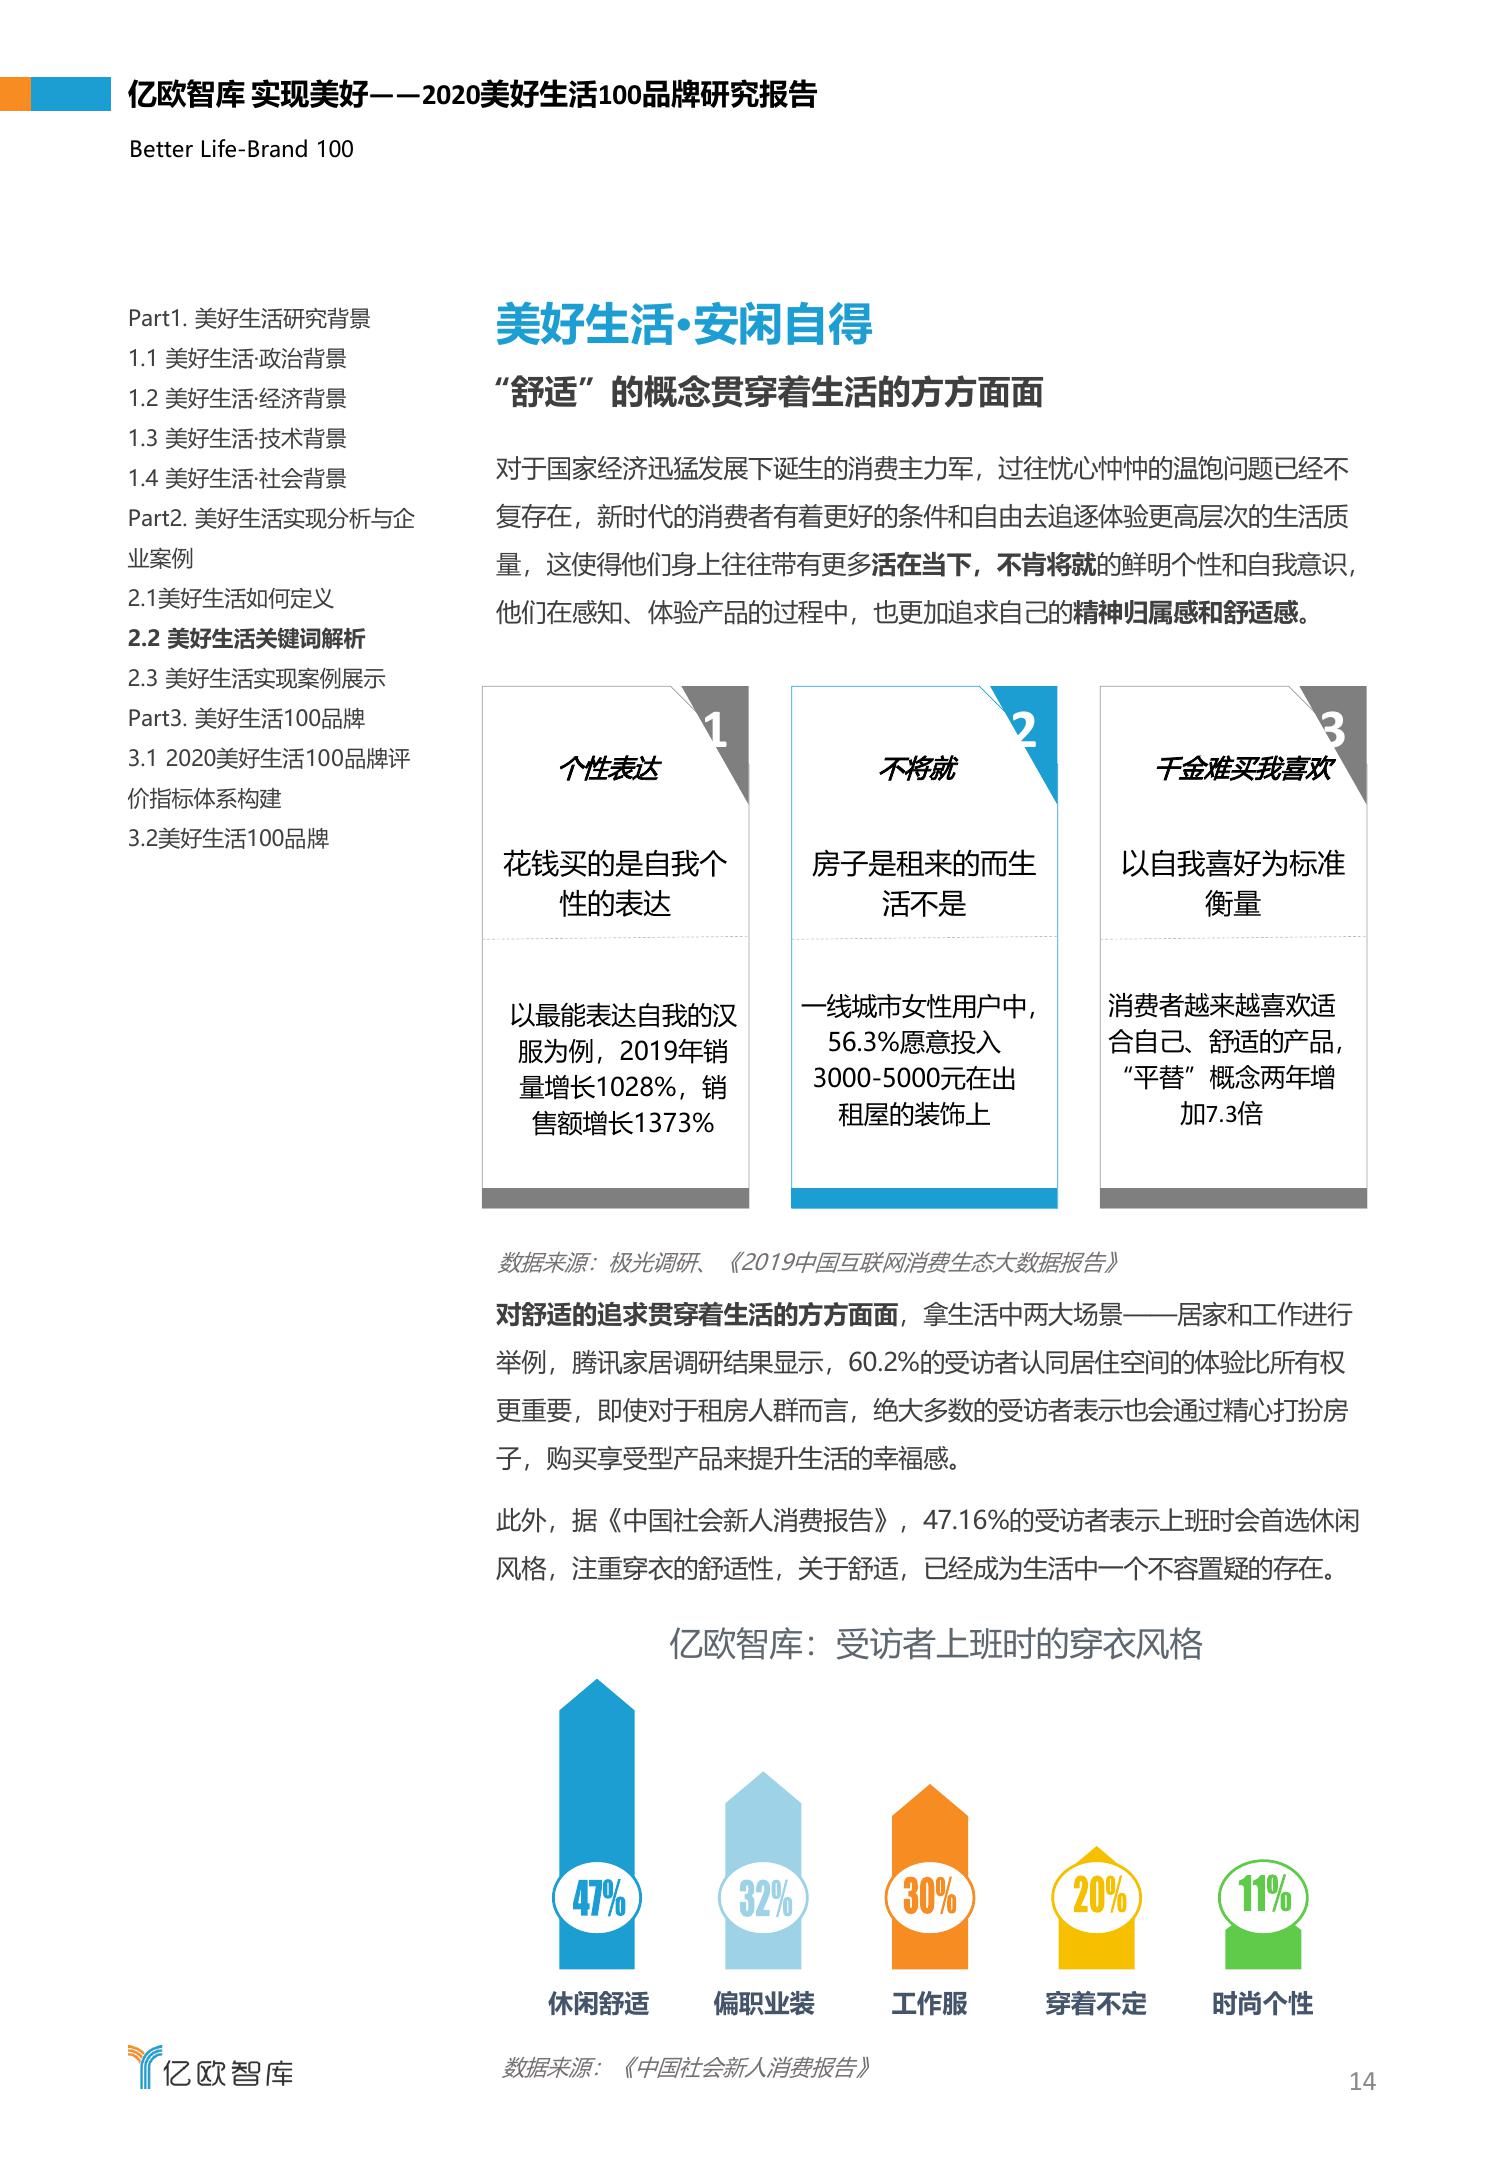 亿欧智库 实现美好——2020美好生活100品牌研究报告
Better Life-Brand 100
Part1. 美好生活研究背景
1.1 美好生活·政治背景
1.2 美好生活·经济背景
1.3 美好生活·技术背景
1.4 美好生活·社会背景
Part2. 美好生活实现分析与企
业案例
2.1美好生活如何定义
2.2 美好生活关键词解析
2.3 美好生活实现案例展示
Part3. 美好生活100品牌
3.1 2020美好生活100品牌评
价指标体系构建
3.2美好生活100品牌
美好生活·安闲自得
“舒适”的概念贯穿着生活的方方面面
对于国家经济迅猛发展下诞生的消费主力军，过往忧心忡忡的温饱问题已经不
复存在，新时代的消费者有着更好的条件和自由去追逐体验更高层次的生活质
量，这使得他们身上往往带有更多活在当下，不肯将就的鲜明个性和自我意识，
他们在感知、体验产品的过程中，也更加追求自己的精神归属感和舒适感。
1
个性表达
花钱买的是自我个
性的表达
以最能表达自我的汉
服为例，2019年销
量增长1028%，销
售额增长1373%
2
不将就
房子是租来的而生
活不是
一线城市女性用户中，
56.3%愿意投入
3000-5000元在出
租屋的装饰上
3
千金难买我喜欢
以自我喜好为标准
衡量
消费者越来越喜欢适
合自己、舒适的产品，
“平替”概念两年增
加7.3倍
数据来源：极光调研、《2019中国互联网消费生态大数据报告》
对舒适的追求贯穿着生活的方方面面，拿生活中两大场景——居家和工作进行
举例，腾讯家居调研结果显示，60.2%的受访者认同居住空间的体验比所有权
更重要，即使对于租房人群而言，绝大多数的受访者表示也会通过精心打扮房
子，购买享受型产品来提升生活的幸福感。
此外，据《中国社会新人消费报告》，47.16%的受访者表示上班时会首选休闲
风格，注重穿衣的舒适性，关于舒适，已经成为生活中一个不容置疑的存在。
亿欧智库：受访者上班时的穿衣风格
47%
32%
30%
20%
11%
休闲舒适
偏职业装
工作服
穿着不定
时尚个性
数据来源：《中国社会新人消费报告》
亿欧智库
14